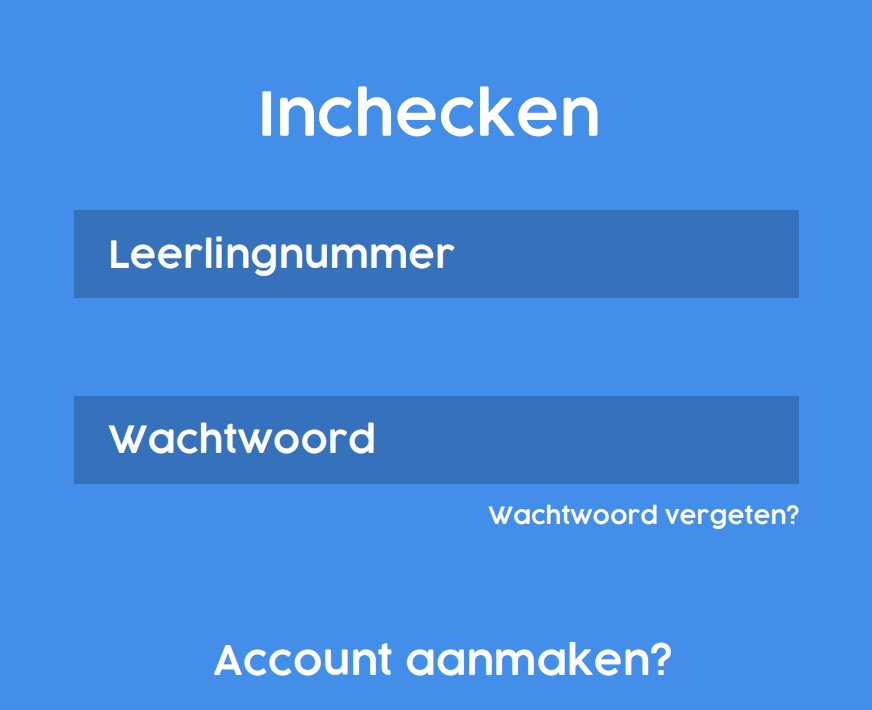 Inchecken
Leerlingnummer
Wachtwoord
Wachtwoord vergeten?
Account aanmaken?